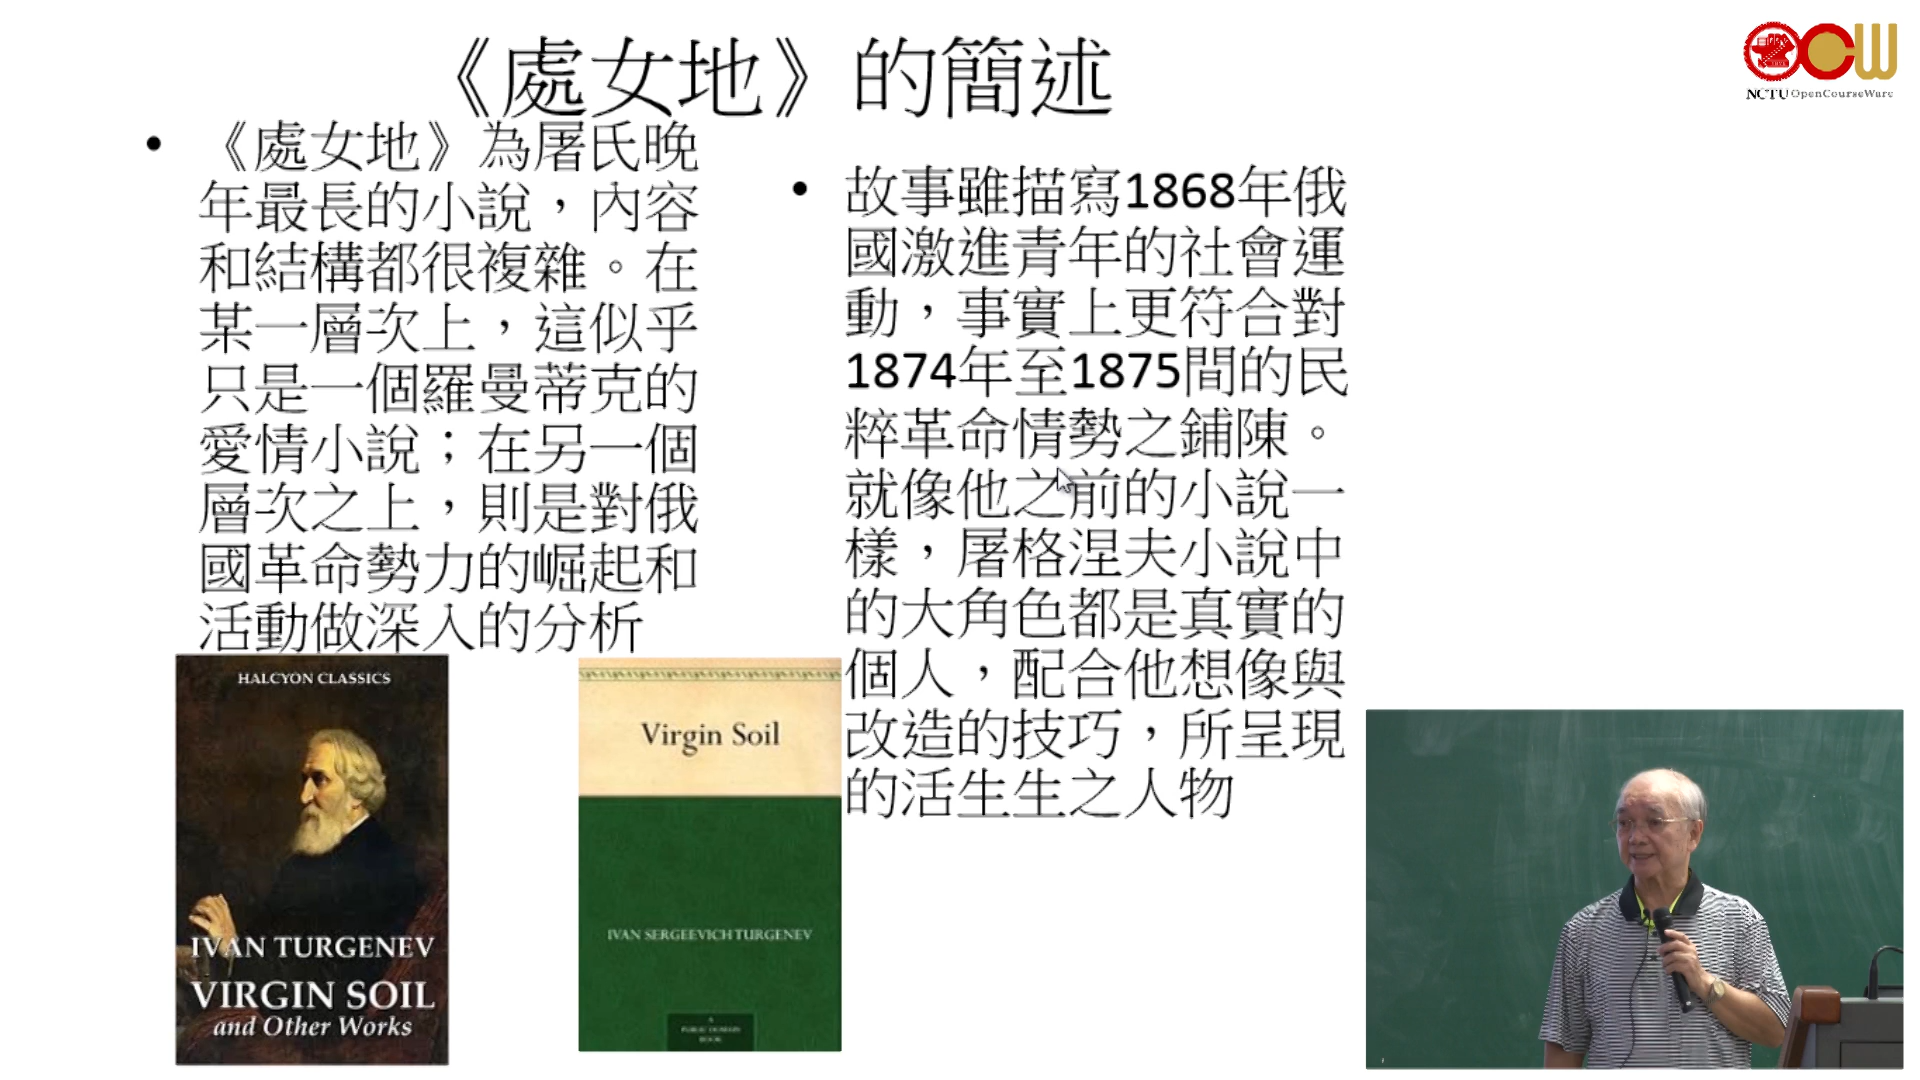 《處女地》的簡述
NCTU OpenCourseWare
• 《處女地》為屠氏晚
年最長的小說，內容
和結構都很複雜。在
某一層次上，這似乎
只是一個羅曼蒂克的
愛情小說；在另一個
層次之上，則是對俄
國革命勢力的崛起和
活動做深入的分析
• 故事雖描寫1868年俄
國激進青年的社會運
動，事實上更符合對
1874年至1875間的民
粹革命情勢之鋪陳。
就像他之前的小說一
樣，屠格涅夫小說中
的大角色都是真實的
個人，配合他想像與
改造的技巧，所呈現
的活生生之人物
HALCYON CLASSICS
IVAN TURGENEV
VIRGIN SOIL
and Other Works
Virgin Soil
IVAN SERGEEVICH TURGENEV
A
PUBLIC DOMAIN
BOOK